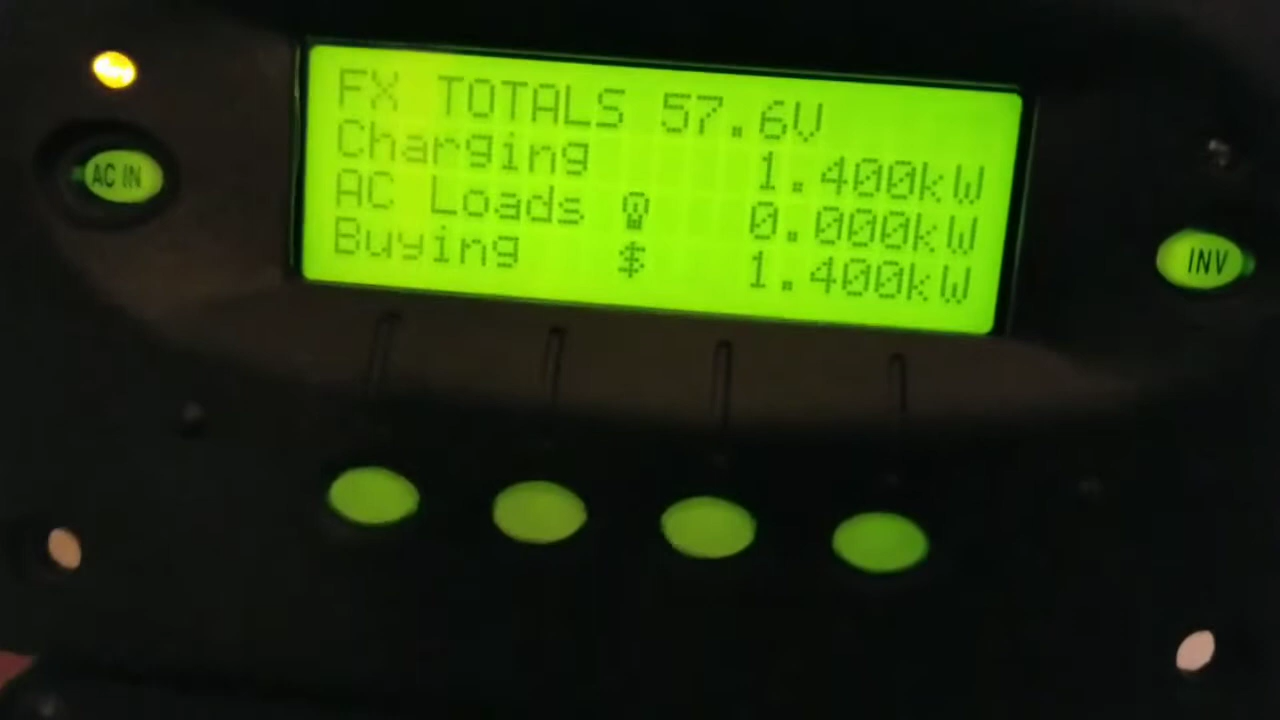 FX TOTALS 57.6V
Charging 1.400kW
AC Loads 0.000kW
Buying $ 1.400kW
AC IN
INV